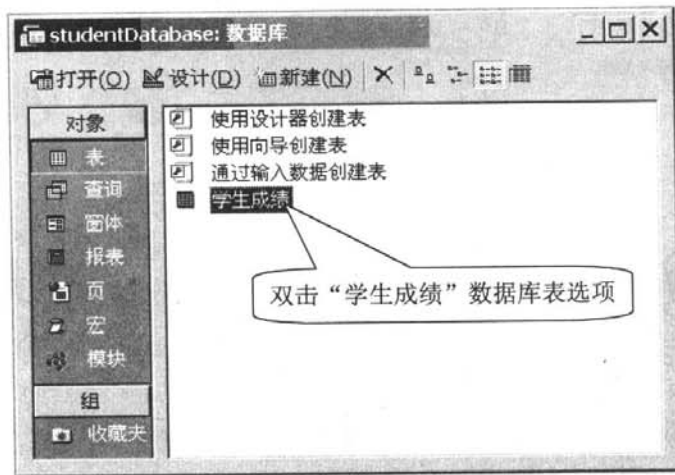 studentDatabase: 数据库
打开(O) 设计(D) 新建(N)
对象
表
查询
窗体
报表
页
宏
模块
组
收藏夹
使用设计器创建表
使用向导创建表
通过输入数据创建表
学生成绩
双击“学生成绩”数据库表选项